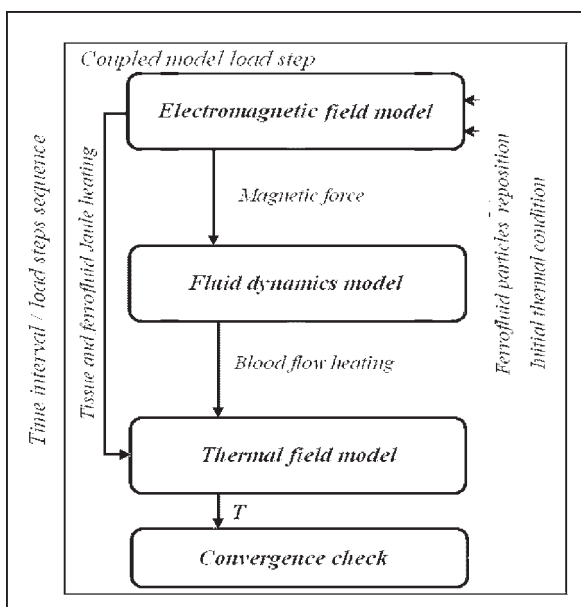 Coupled model load step
Electromagnetic field model
Magnetic force
Fluid dynamics model
Blood flow heating
Thermal field model
T
Convergence check
Time interval / load steps sequence
Tissue and ferrofluid Jaule heating
Ferrofluid particles reposition
Initial thermal condition